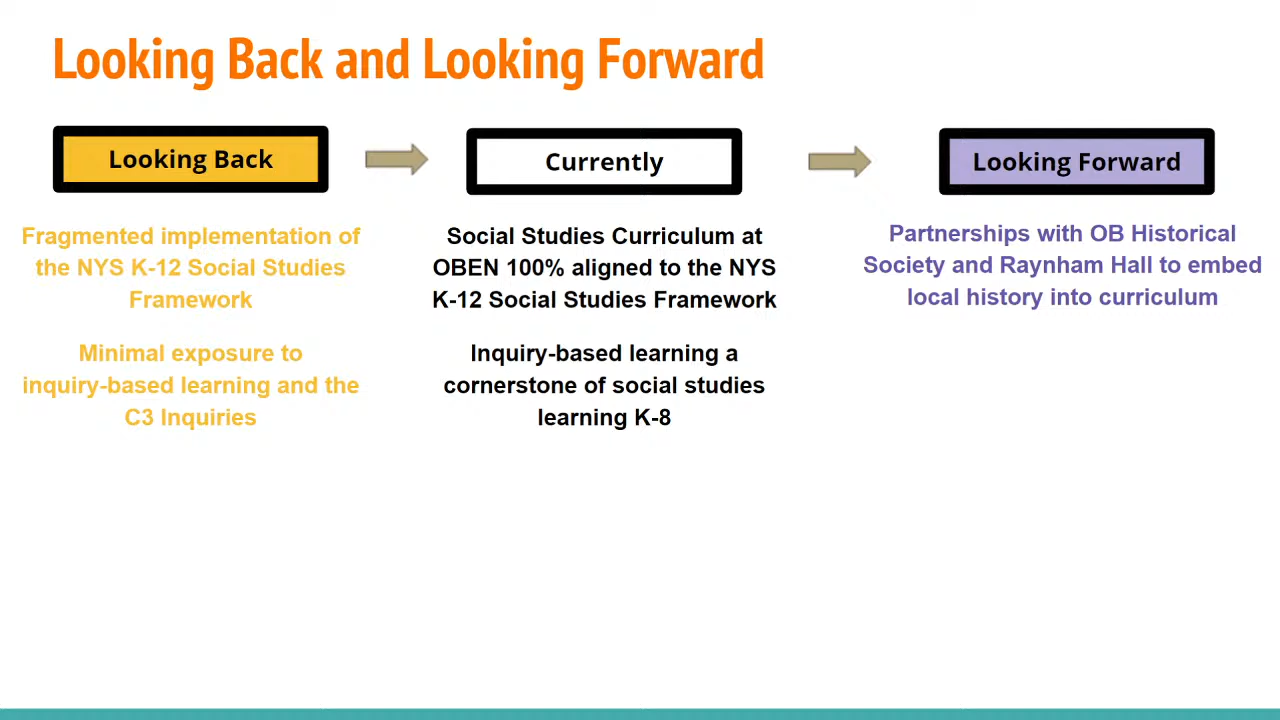 Looking Back and Looking Forward
Looking Back
Currently
Looking Forward
Fragmented implementation of
the NYS K-12 Social Studies
Framework
Minimal exposure to
inquiry-based learning and the
C3 Inquiries
Social Studies Curriculum at
OBEN 100% aligned to the NYS
K-12 Social Studies Framework
Inquiry-based learning a
cornerstone of social studies
learning K-8
Partnerships with OB Historical
Society and Raynham Hall to embed
local history into curriculum